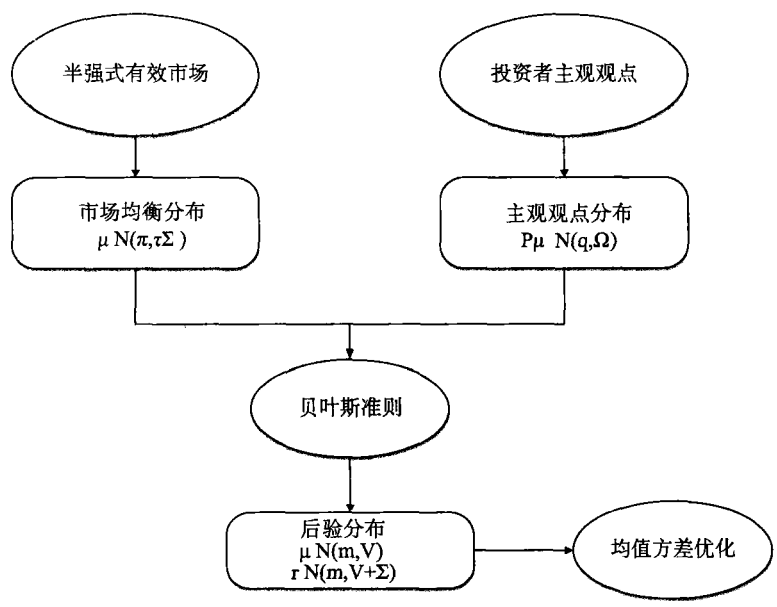 半强式有效市场
投资者主观观点
市场均衡分布
μ N(π,τΣ )
主观观点分布
Pμ N(q,Ω)
贝叶斯准则
后验分布
μ N(m,V)
r N(m,V+Σ)
均值方差优化